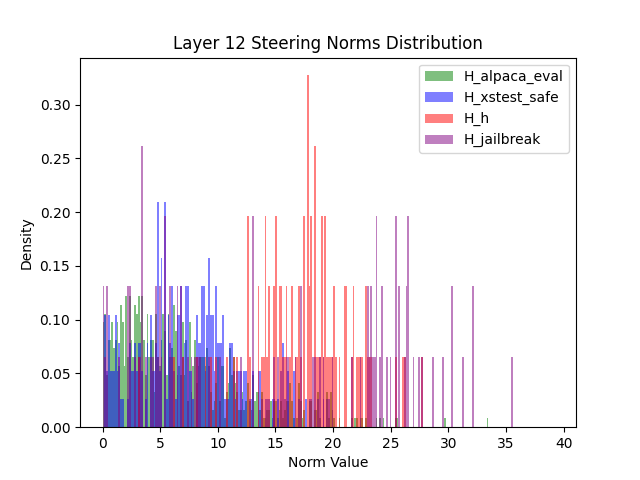 Layer 12 Steering Norms Distribution
H_alpaca_eval
H_xstest_safe
H_h
H_jailbreak
Density
0.30
0.25
0.20
0.15
0.10
0.05
0.00
0 5 10 15 20 25 30 35 40
Norm Value